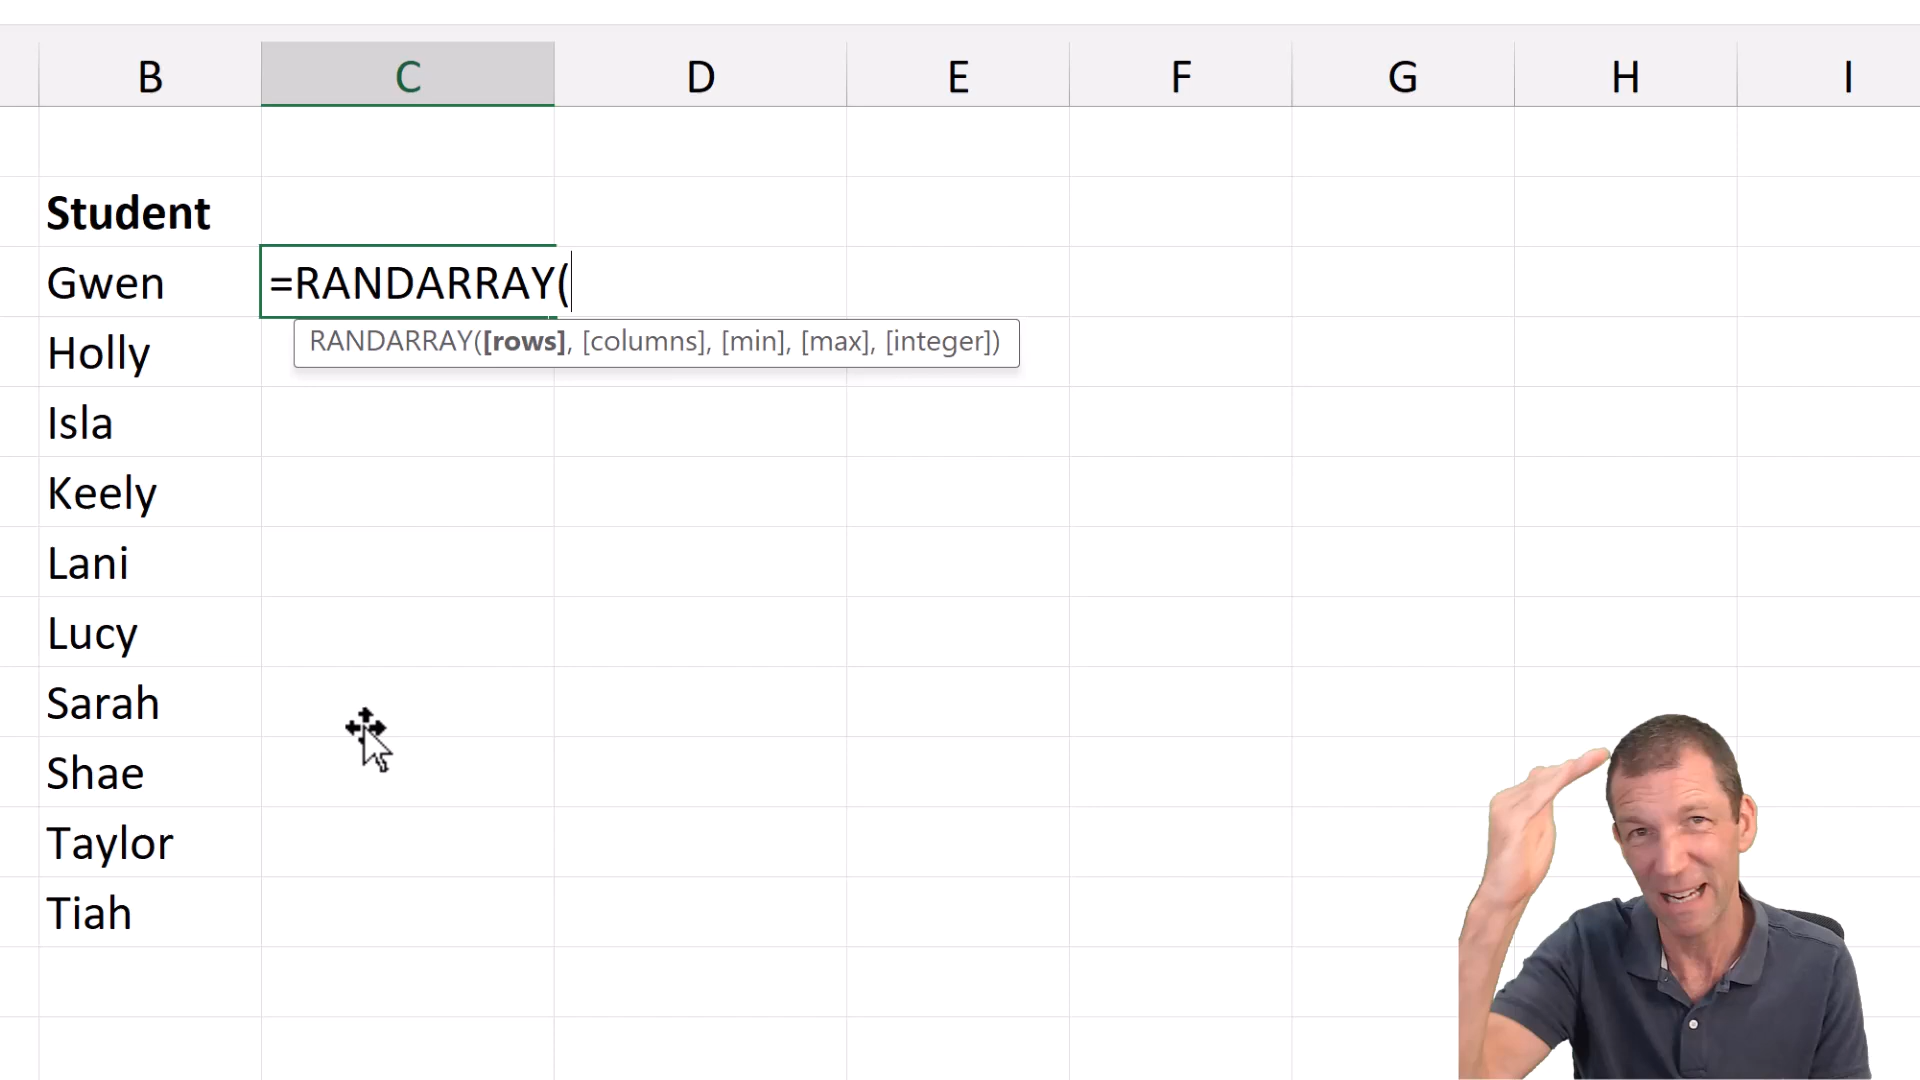 B C D E F G H I
Student
Gwen =RANDARRAY(
RANDARRAY([rows], [columns], [min], [max], [integer])
Holly
Isla
Keely
Lani
Lucy
Sarah
Shae
Taylor
Tiah